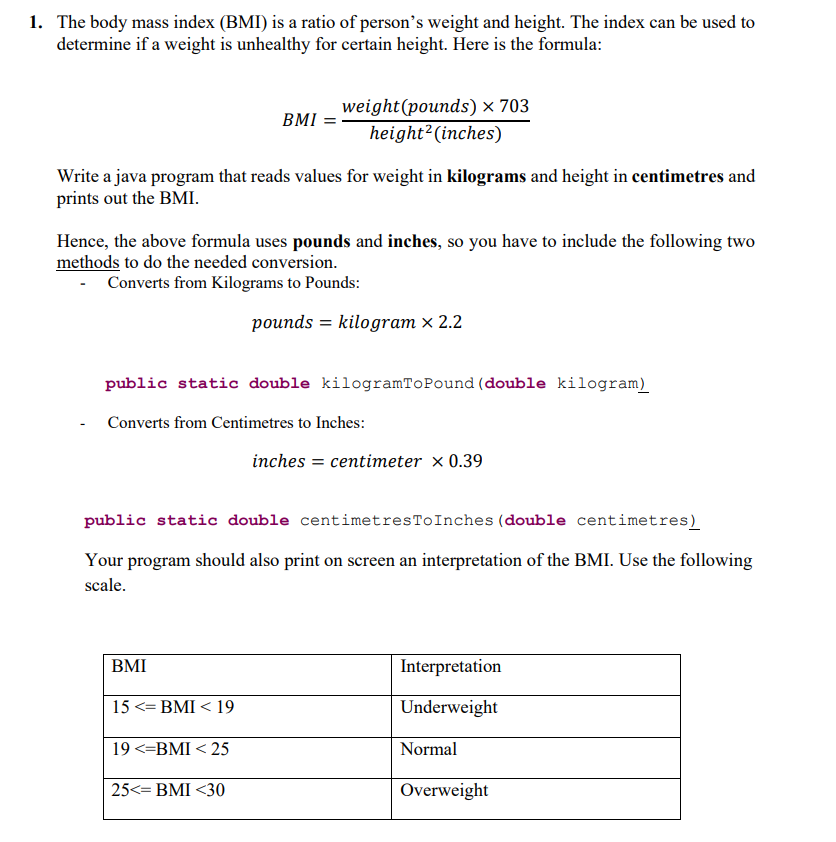 1. The body mass index (BMI) is a ratio of person’s weight and height. The index can be used to
determine if a weight is unhealthy for certain height. Here is the formula:
BMI = weight(pounds) × 703
height²(inches)
Write a java program that reads values for weight in kilograms and height in centimetres and
prints out the BMI.
Hence, the above formula uses pounds and inches, so you have to include the following two
methods to do the needed conversion.
- Converts from Kilograms to Pounds:
pounds = kilogram × 2.2
public static double kilogramToPound(double kilogram)
- Converts from Centimetres to Inches:
inches = centimeter × 0.39
public static double centimetresToInches(double centimetres)
Your program should also print on screen an interpretation of the BMI. Use the following
scale.
BMI Interpretation
15 <= BMI < 19 Underweight
19 <=BMI < 25 Normal
25<= BMI <30 Overweight